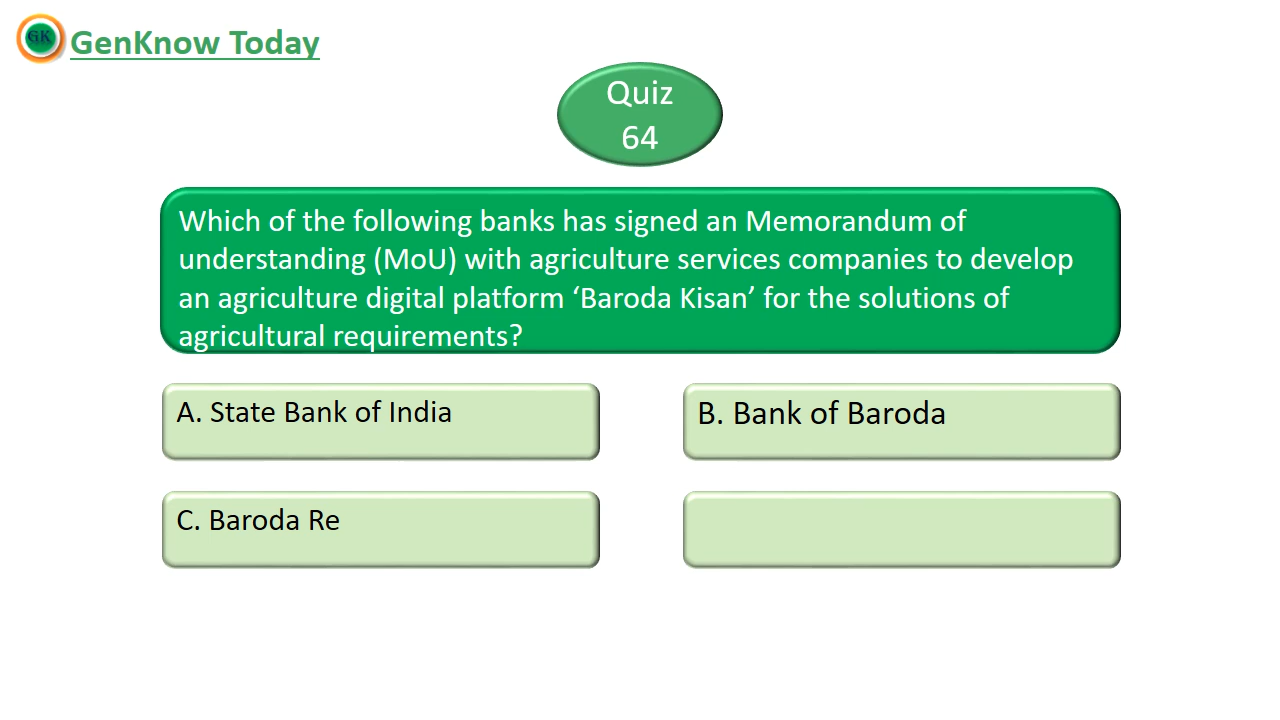 GK
GenKnow Today
Quiz
64
Which of the following banks has signed an Memorandum of
understanding (MoU) with agriculture services companies to develop
an agriculture digital platform ‘Baroda Kisan’ for the solutions of
agricultural requirements?
A. State Bank of India
B. Bank of Baroda
C. Baroda Re